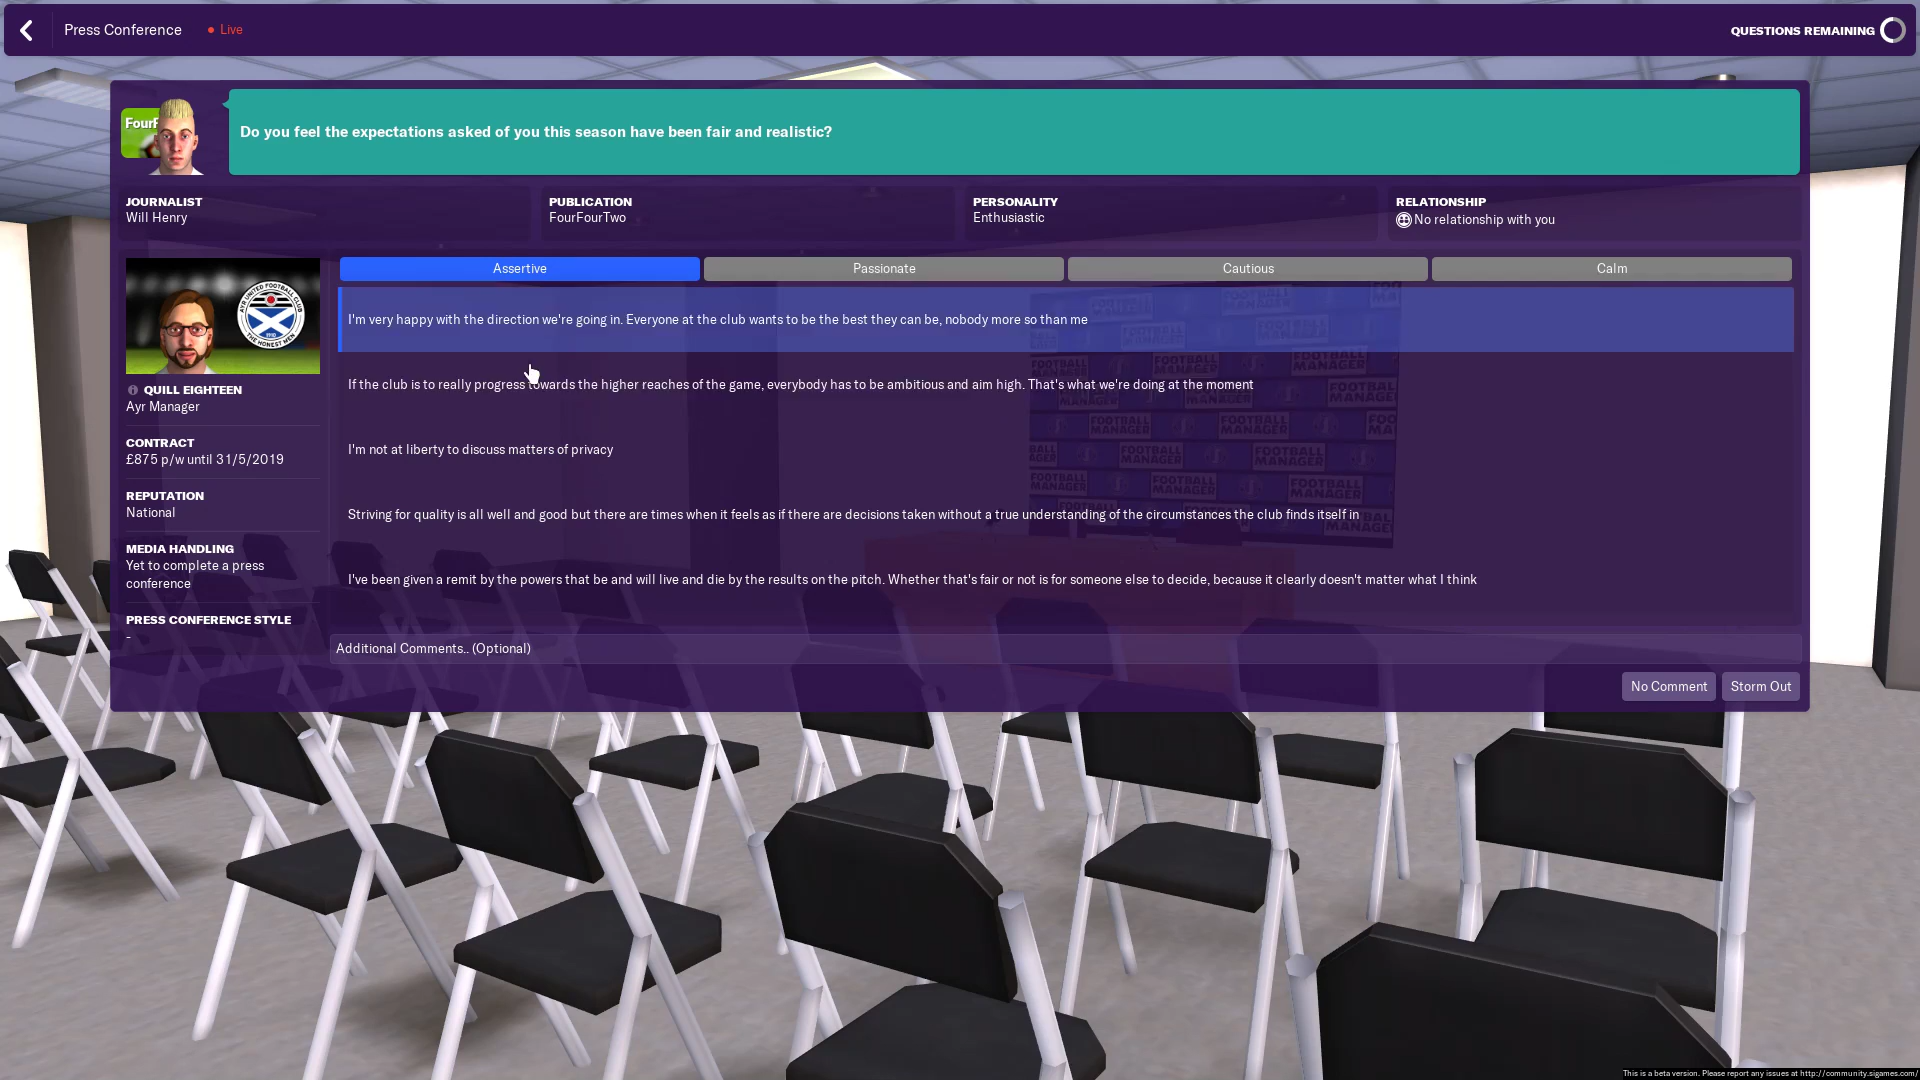 Press Conference
Live
QUESTIONS REMAINING
Do you feel the expectations asked of you this season have been fair and realistic?
JOURNALIST
Will Henry
PUBLICATION
FourFourTwo
PERSONALITY
Enthusiastic
RELATIONSHIP
No relationship with you
Assertive
Passionate
Cautious
Calm
I'm very happy with the direction we're going in. Everyone at the club wants to be the best they can be, nobody more so than me
If the club is to really progress towards the higher reaches of the game, everybody has to be ambitious and aim high. That's what we're doing at the moment
I'm not at liberty to discuss matters of privacy
Striving for quality is all well and good but there are times when it feels as if there are decisions taken without a true understanding of the circumstances the club finds itself in
I've been given a remit by the powers that be and will live and die by the results on the pitch. Whether that's fair or not is for someone else to decide, because it clearly doesn't matter what I think
AYR UNITED FOOTBALL CLUB
1910
THE HONEST MEN
QUILL EIGHTEEN
Ayr Manager
CONTRACT
£875 p/w until 31/5/2019
REPUTATION
National
MEDIA HANDLING
Yet to complete a press
conference
PRESS CONFERENCE STYLE
-
Additional Comments.. (Optional)
No Comment
Storm Out
FOOTBALL MANAGER
This is a beta version. Please report any issues at http://community.sigames.com/